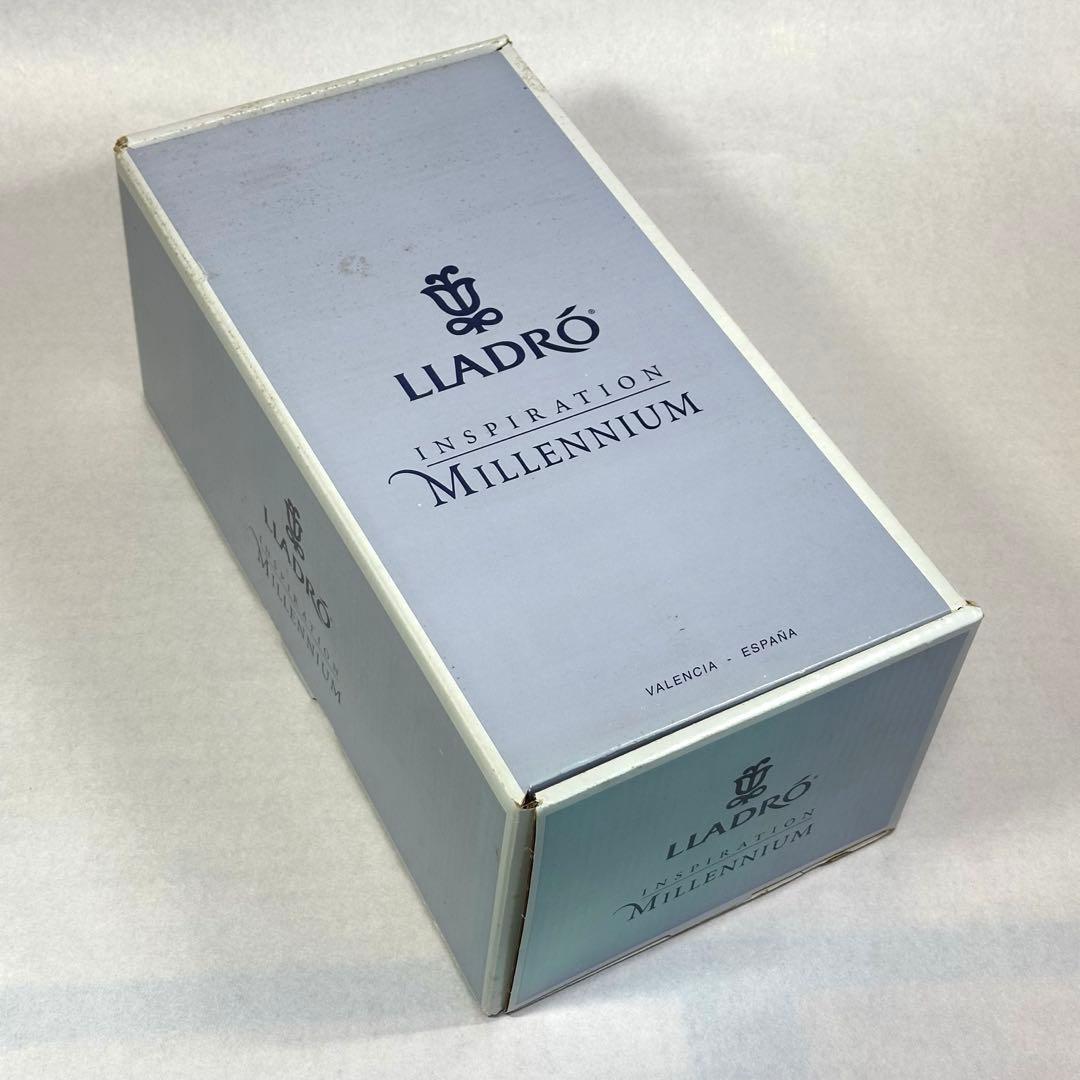 LLADRÓ®
INSPIRATION
MILLENNIUM
VALENCIA - ESPAÑA
LLADRÓ
INSPIRATION
MILLENNIUM
LLADRÓ®
INSPIRATION
MILLENNIUM